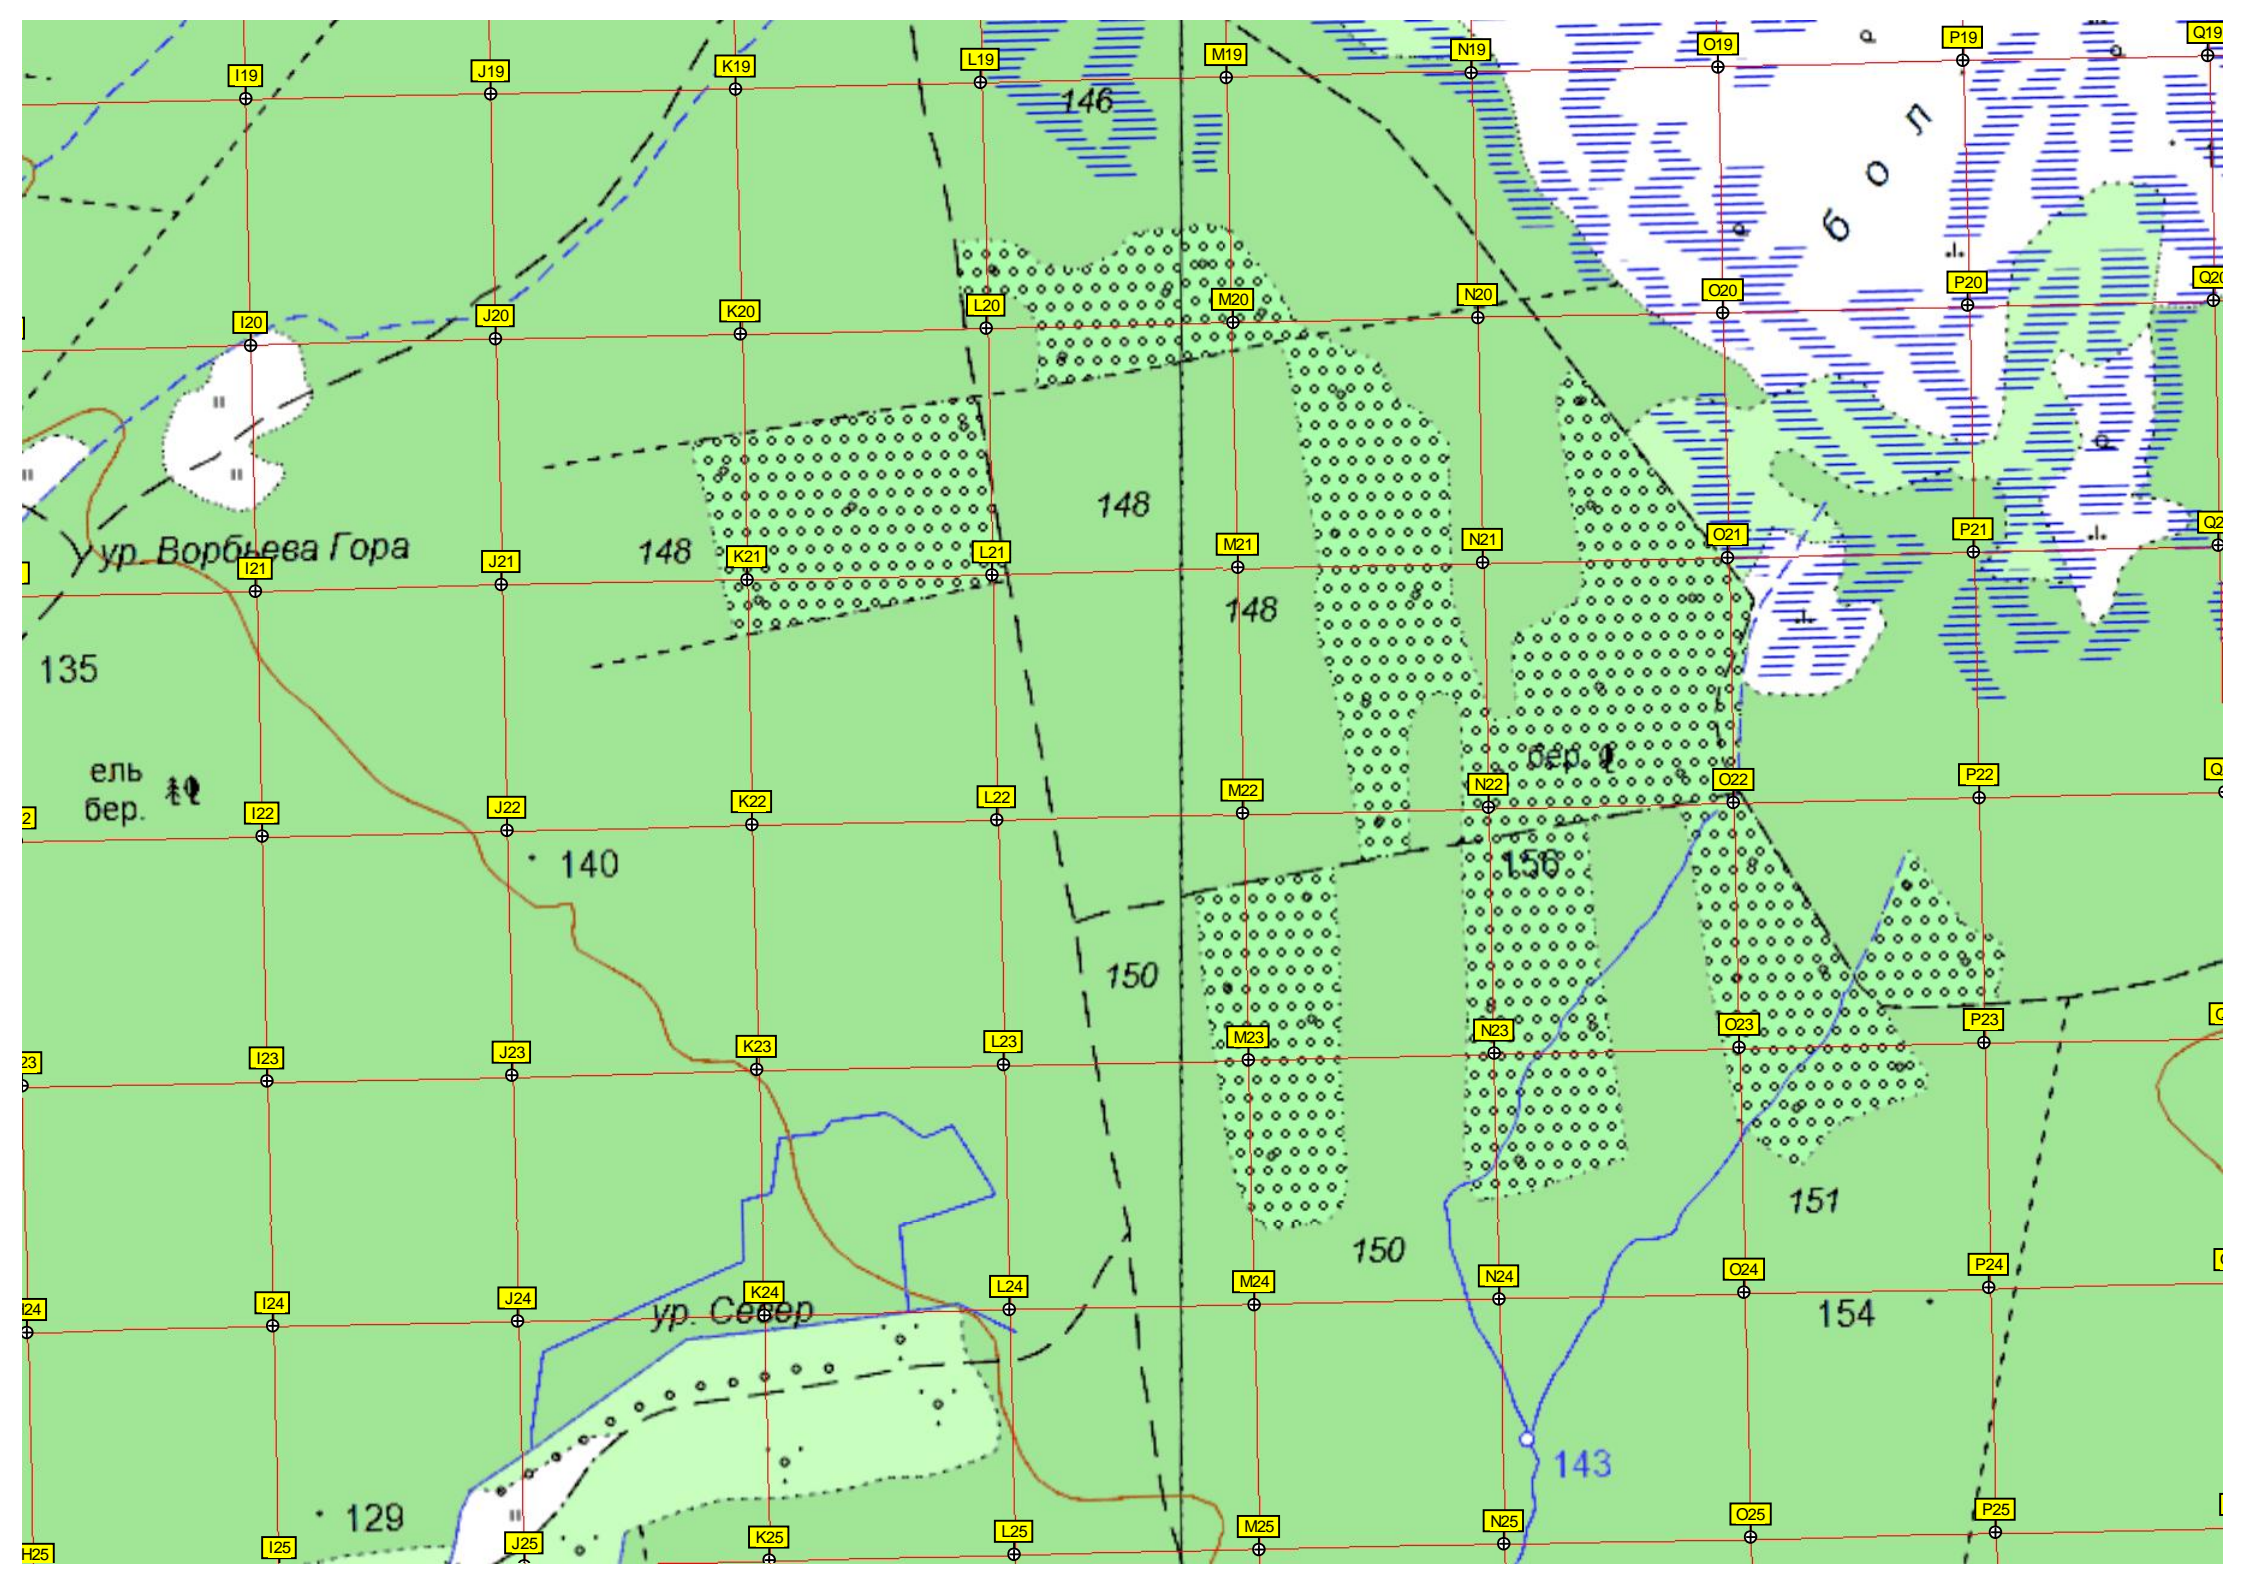 I19 J19 K19 L19 M19 N19 O19 P19 Q19
146
б о л
I20 J20 K20 L20 M20 N20 O20 P20
148
ур. Ворбьева Гора
148
I21 J21 K21 L21 M21 N21 O21 P21
148
135
бер.
ель
бер.
I22 J22 K22 L22 M22 N22 O22 P22
140
156
150
I23 J23 K23 L23 M23 N23 O23 P23
151
150
I24 J24 K24 L24 M24 N24 O24 P24
ур. Север
154
143
129
H25 I25 J25 K25 L25 M25 N25 O25 P25